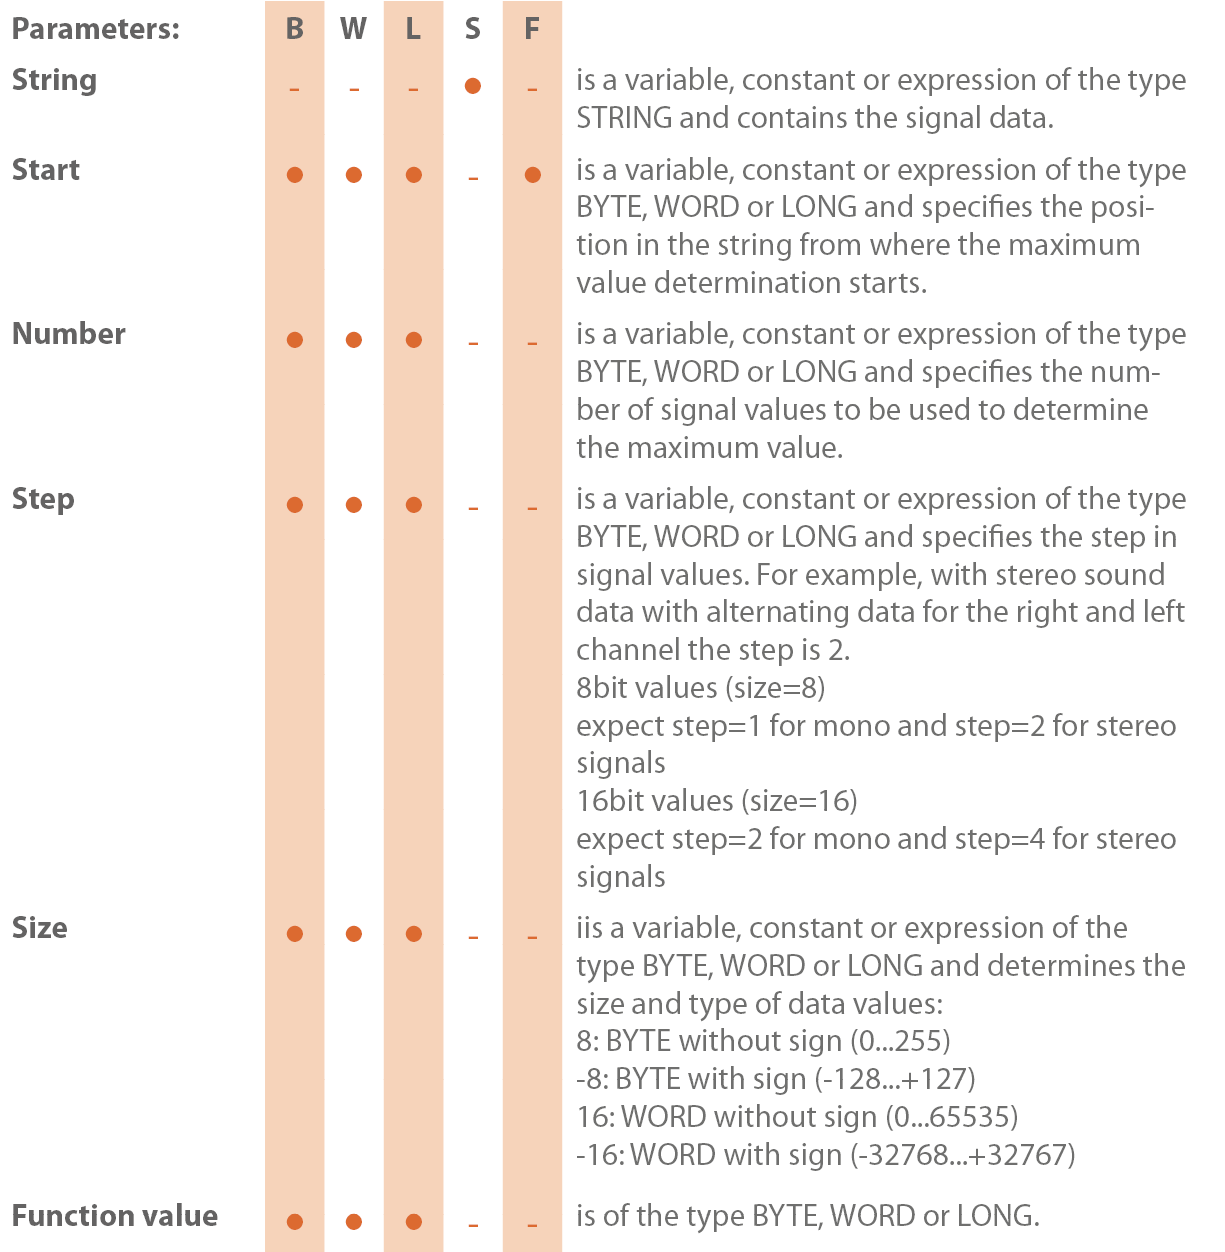 Parameters: B W L S F
String - - - ● - is a variable, constant or expression of the type
STRING and contains the signal data.
Start ● ● ● - ● is a variable, constant or expression of the type
BYTE, WORD or LONG and specifies the posi-
tion in the string from where the maximum
value determination starts.
Number ● ● ● - - is a variable, constant or expression of the type
BYTE, WORD or LONG and specifies the num-
ber of signal values to be used to determine
the maximum value.
Step ● ● ● - - is a variable, constant or expression of the type
BYTE, WORD or LONG and specifies the step in
signal values. For example, with stereo sound
data with alternating data for the right and left
channel the step is 2.
8bit values (size=8)
expect step=1 for mono and step=2 for stereo
signals
16bit values (size=16)
expect step=2 for mono and step=4 for stereo
signals
Size ● ● ● - - iis a variable, constant or expression of the
type BYTE, WORD or LONG and determines the
size and type of data values:
8: BYTE without sign (0...255)
-8: BYTE with sign (-128...+127)
16: WORD without sign (0...65535)
-16: WORD with sign (-32768...+32767)
Function value ● ● ● - - is of the type BYTE, WORD or LONG.